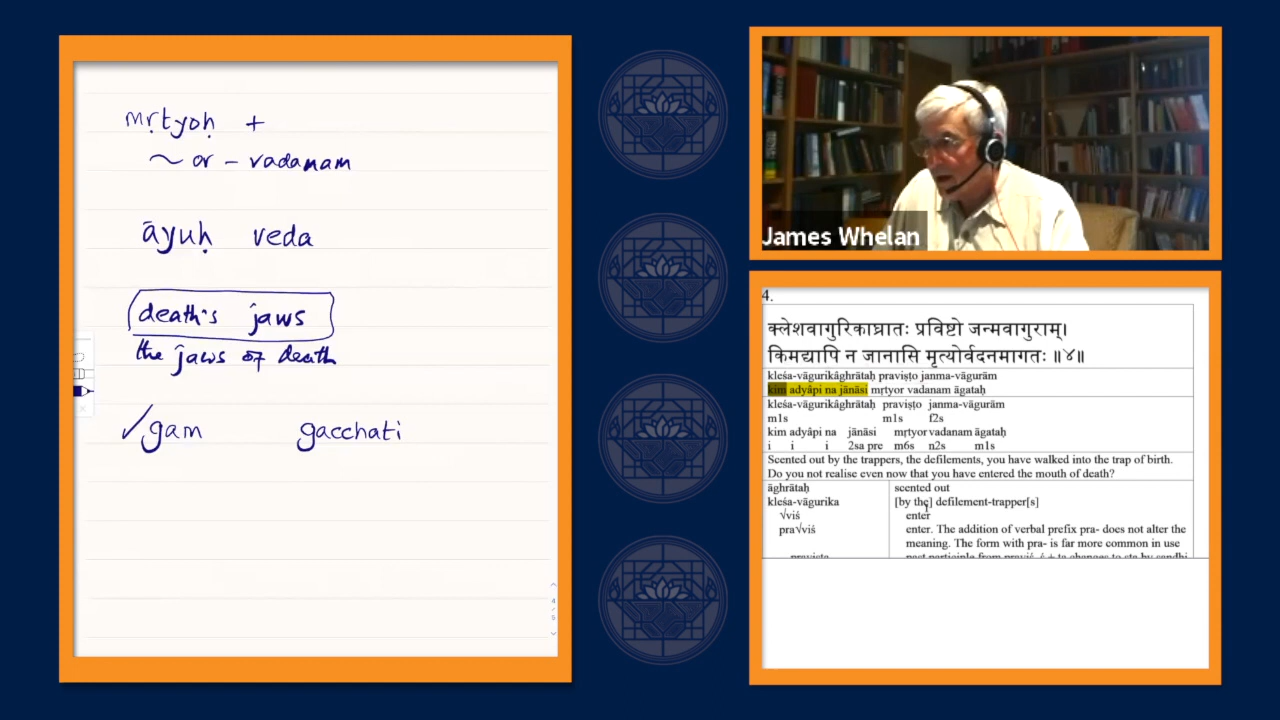 mṛtyoḥ +
~ or - vadanam
āyuḥ veda
death's jaws
the jaws of death
√gam gacchati
4
5
James Whelan
4.
क्लेशवागुरिकाघ्रातः प्रविष्टो जन्मवागुराम्।
किमद्यापि न जानासि मृत्योर्वदनमागतः ॥४॥
kleśa-vāgurikâghrātaḥ praviṣṭo janma-vāgurām
kim adyâpi na jānāsi mṛtyor vadanam āgataḥ
kleśa-vāgurikâghrātaḥ praviṣṭo janma-vāgurām
m1s m1s f2s
kim adyâpi na jānāsi mṛtyor vadanam āgataḥ
i i i 2sa pre m6s n2s m1s
Scented out by the trappers, the defilements, you have walked into the trap of birth.
Do you not realise even now that you have entered the mouth of death?
āghrātaḥ scented out
kleśa-vāgurika [by the] defilement-trapper[s]
√viś enter
pra√viś enter. The addition of verbal prefix pra- does not alter the
meaning. The form with pra- is far more common in use